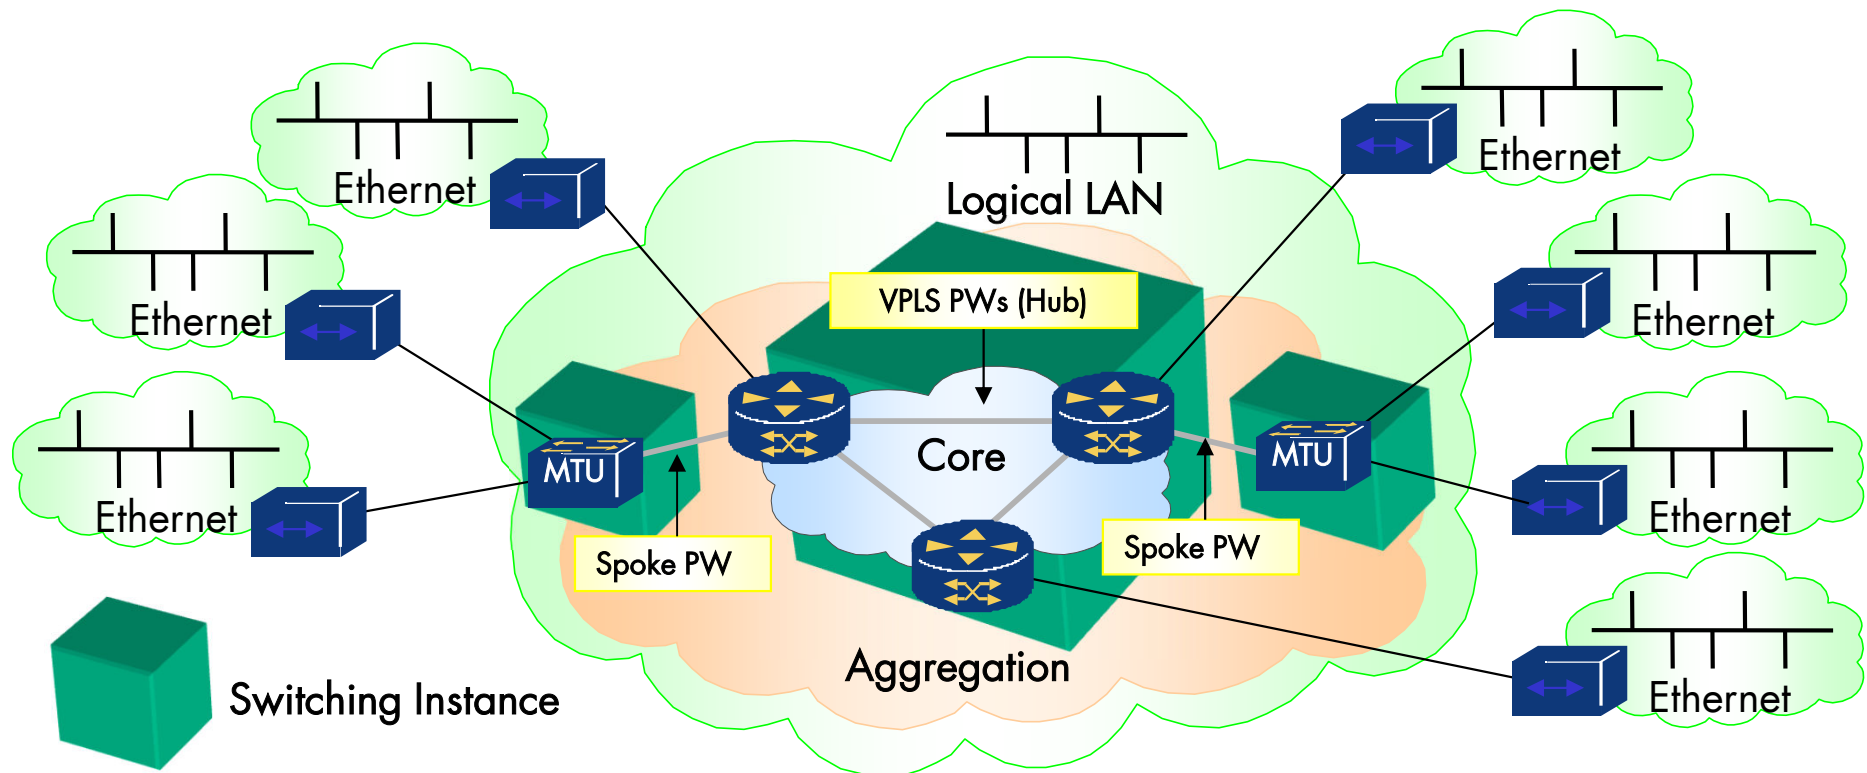 Ethernet
Ethernet
Logical LAN
Ethernet
Ethernet
VPLS PWs (Hub)
Ethernet
Ethernet
Core
MTU
MTU
Ethernet
Ethernet
Spoke PW
Spoke PW
Aggregation
Switching Instance
Ethernet